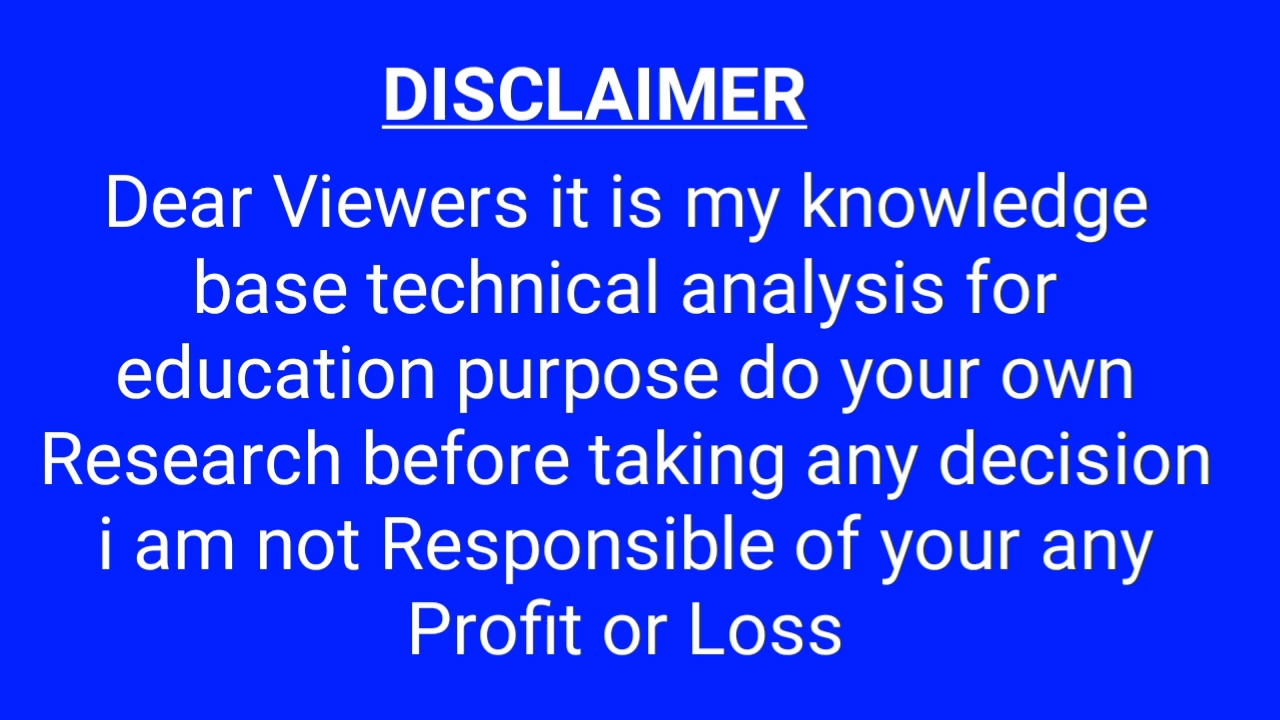 DISCLAIMER
Dear Viewers it is my knowledge
base technical analysis for
education purpose do your own
Research before taking any decision
i am not Responsible of your any
Profit or Loss